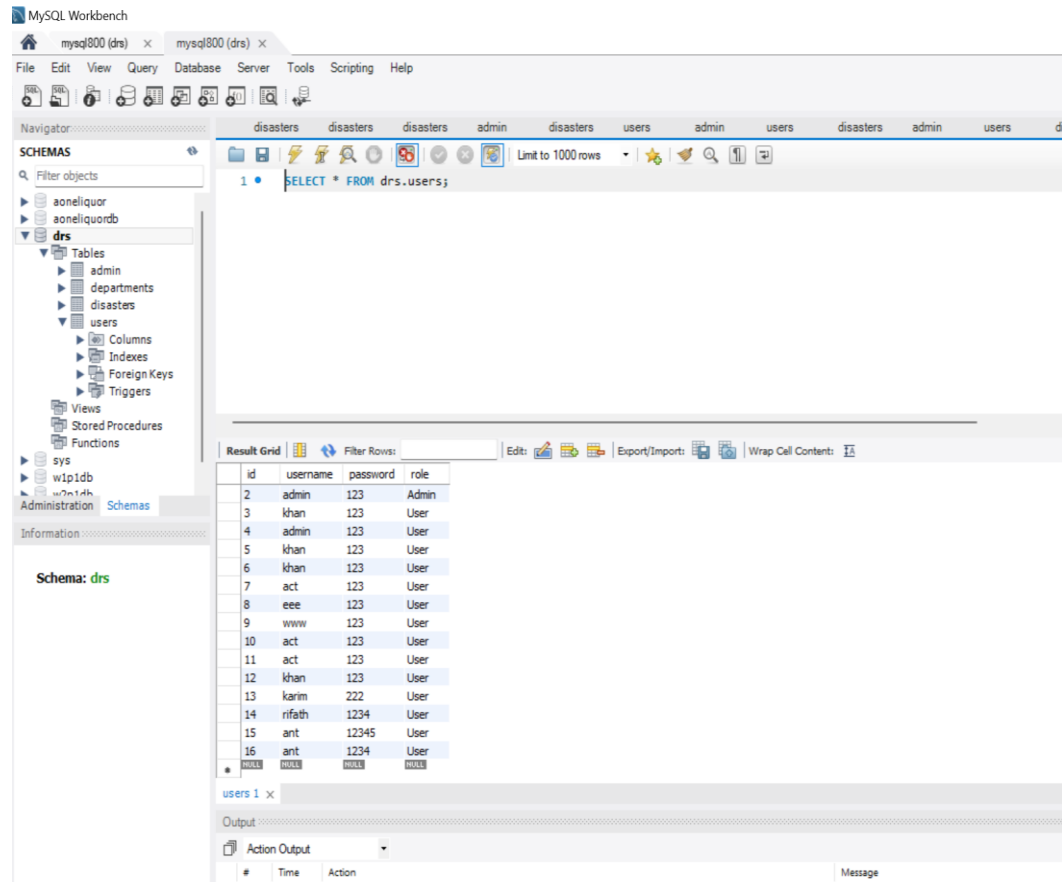 MySQL Workbench
mysql800 (drs) mysql800 (drs)
File Edit View Query Database Server Tools Scripting Help
Navigator
disasters disasters disasters admin disasters users admin users disasters admin users d
SCHEMAS
Filter objects
Limit to 1000 rows
1 SELECT * FROM drs.users;
aoneliquor
aoneliquordb
drs
Tables
admin
departments
disasters
users
Columns
Indexes
Foreign Keys
Triggers
Views
Stored Procedures
Functions
sys
w1p1db
w2p1db
Administration Schemas
Information
Schema: drs
Result Grid Filter Rows: Edit: Export/Import: Wrap Cell Content:
id username password role
2 admin 123 Admin
3 khan 123 User
4 admin 123 User
5 khan 123 User
6 khan 123 User
7 act 123 User
8 eee 123 User
9 www 123 User
10 act 123 User
11 act 123 User
12 khan 123 User
13 karim 222 User
14 rifath 1234 User
15 ant 12345 User
16 ant 1234 User
NULL NULL NULL NULL
users 1
Output
Action Output
# Time Action Message